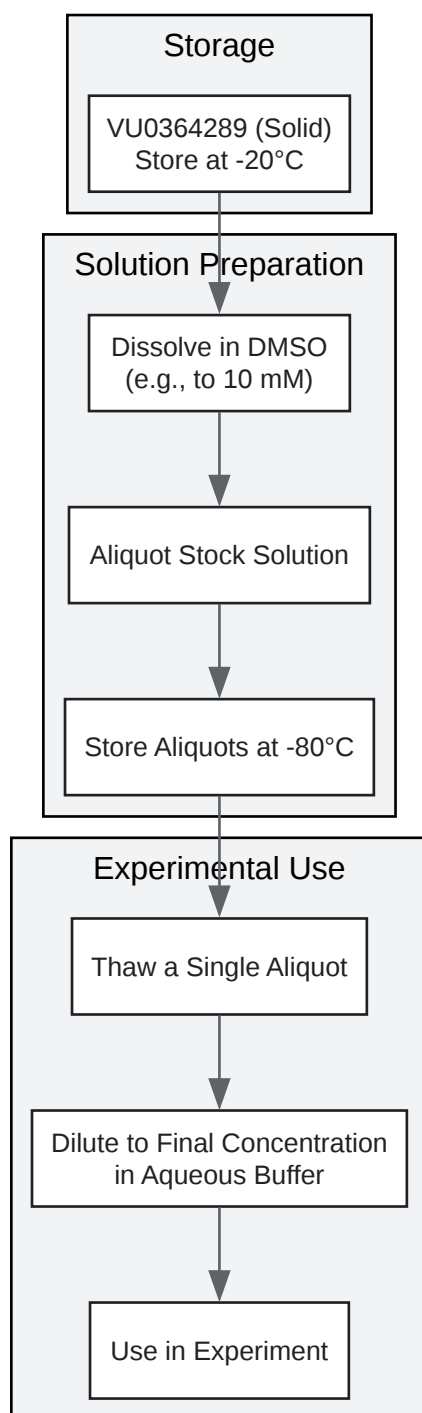 Storage
VU0364289 (Solid)
Store at -20°C
Solution Preparation
Dissolve in DMSO
(e.g., to 10 mM)
Aliquot Stock Solution
Store Aliquots at -80°C
Experimental Use
Thaw a Single Aliquot
Dilute to Final Concentration
in Aqueous Buffer
Use in Experiment